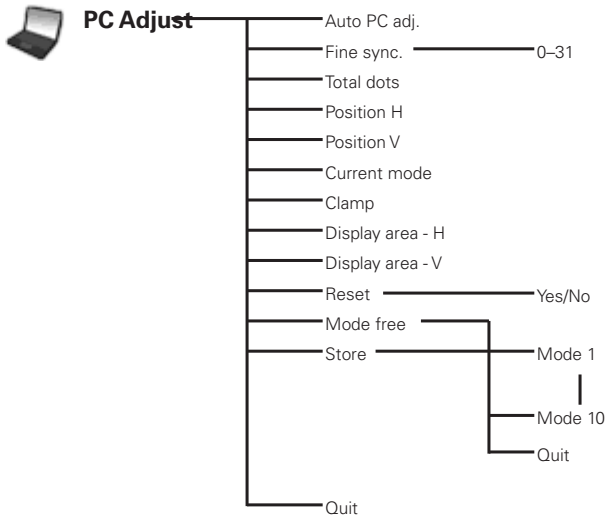 PC Adjust
Auto PC adj.
Fine sync.
0–31
Total dots
Position H
Position V
Current mode
Clamp
Display area - H
Display area - V
Reset
Yes/No
Mode free
Store
Mode 1
Mode 10
Quit
Quit